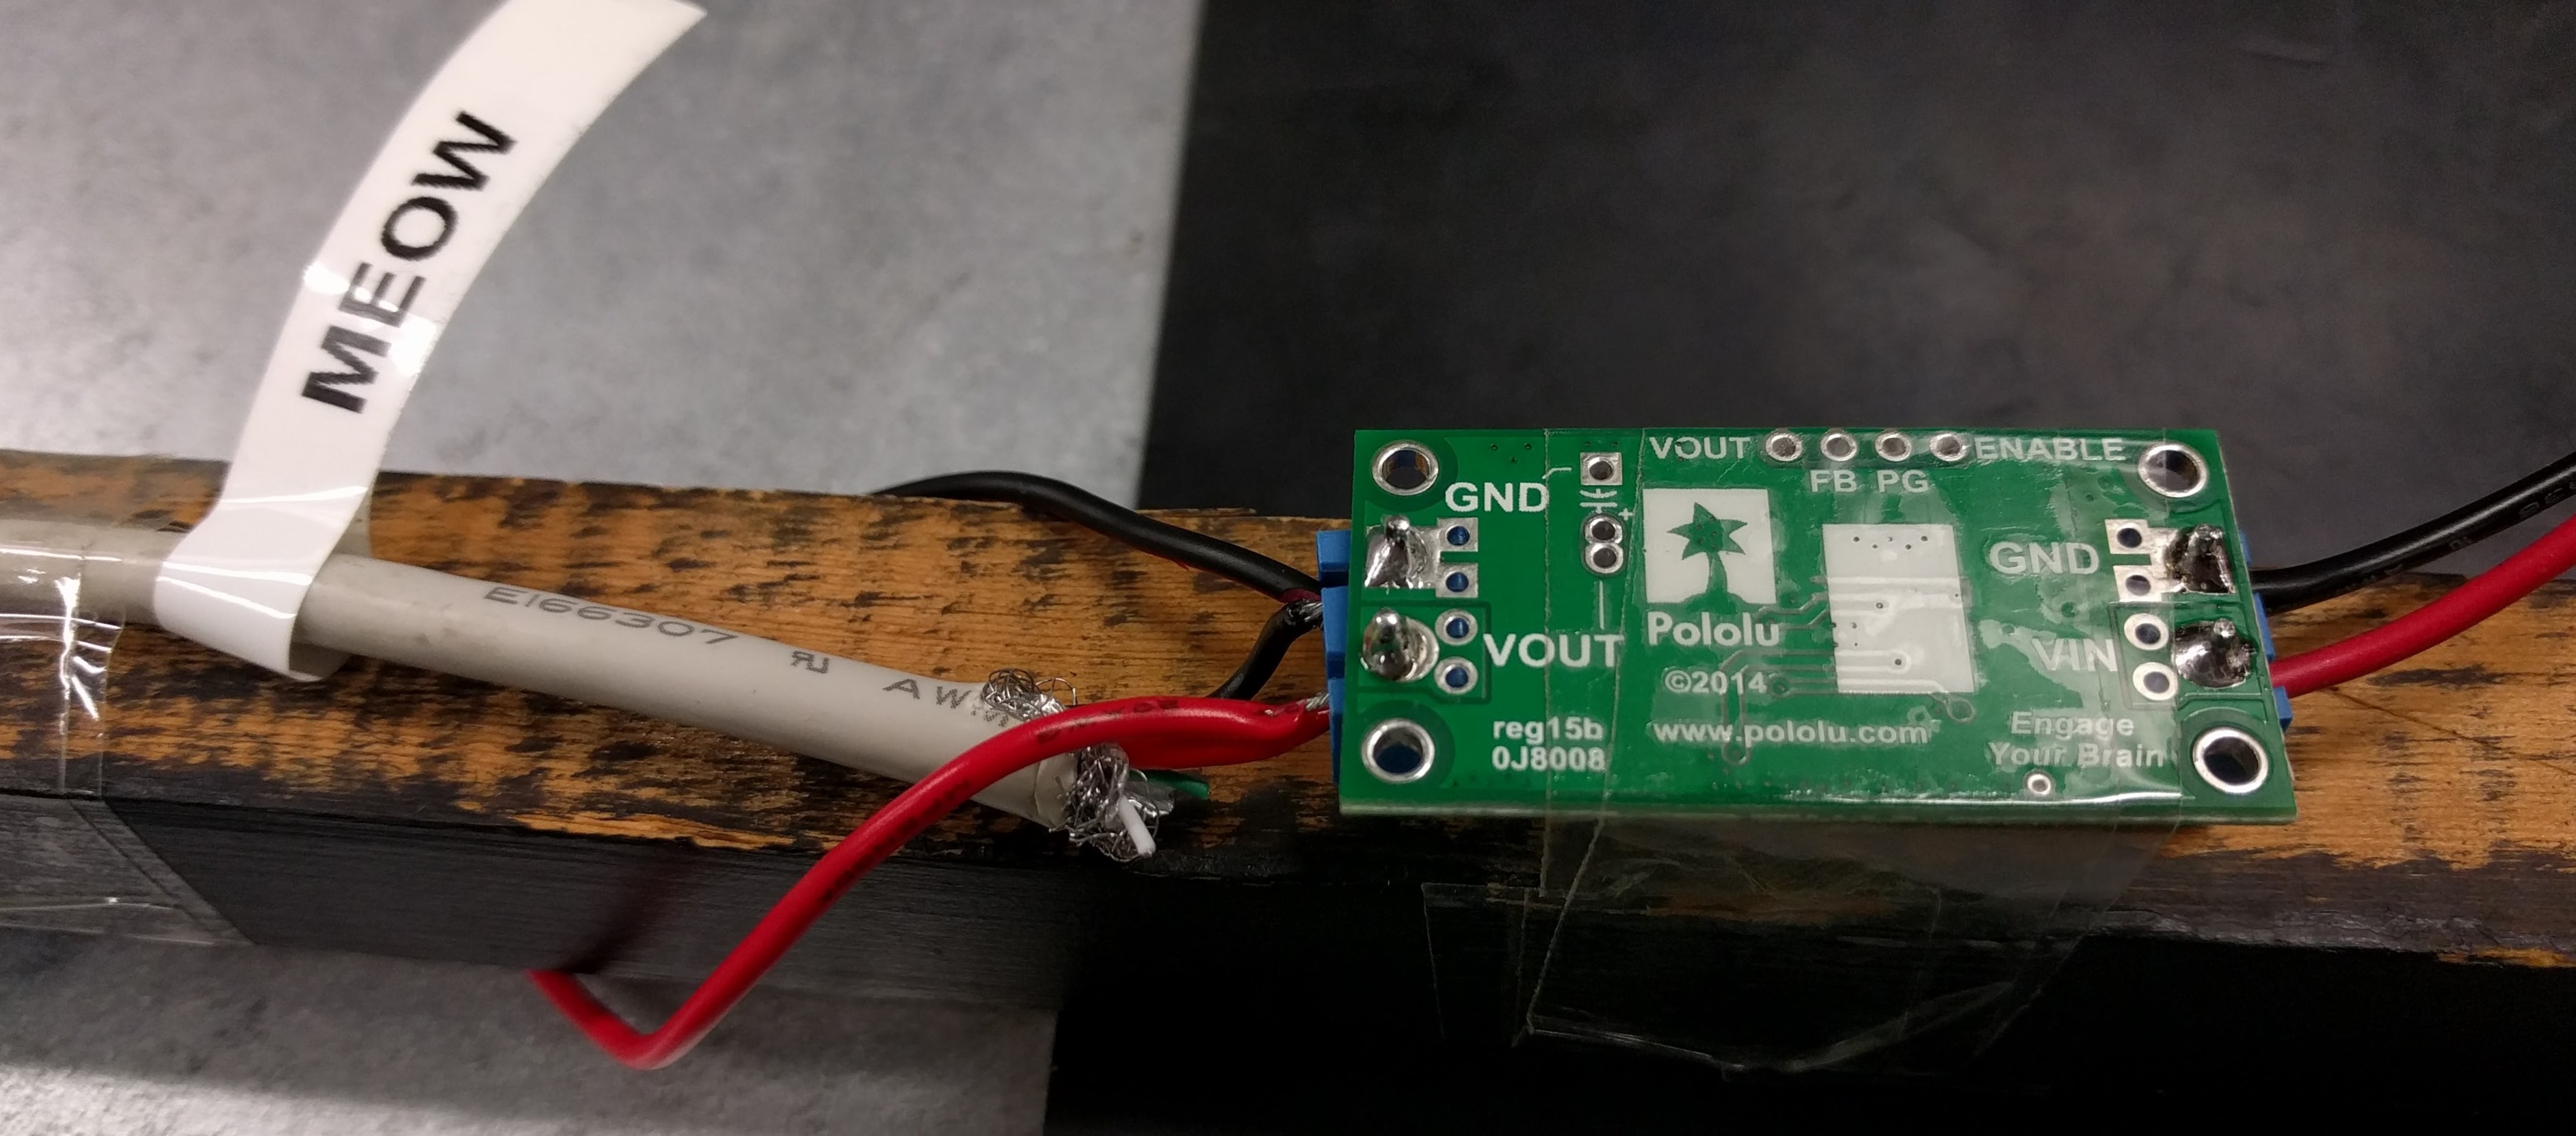 MEOW
E166307 AW
VOUT
ENABLE
FB PG
GND
+
GND
VOUT
VIN
Pololu
©2014
reg15b
0J8008
www.pololu.com
Engage
Your Brain